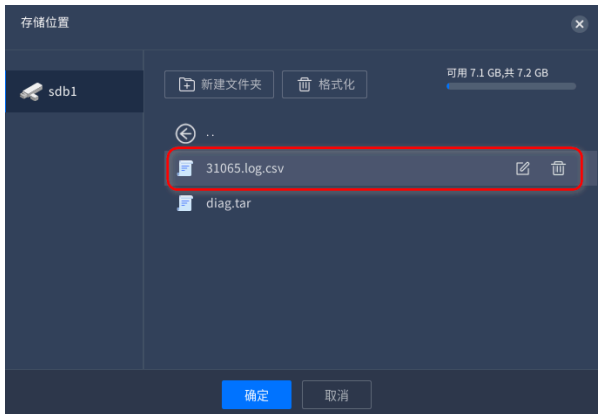 存储位置
sdb1
新建文件夹
格式化
可用 7.1 GB,共 7.2 GB
..
31065.log.csv
diag.tar
确定
取消